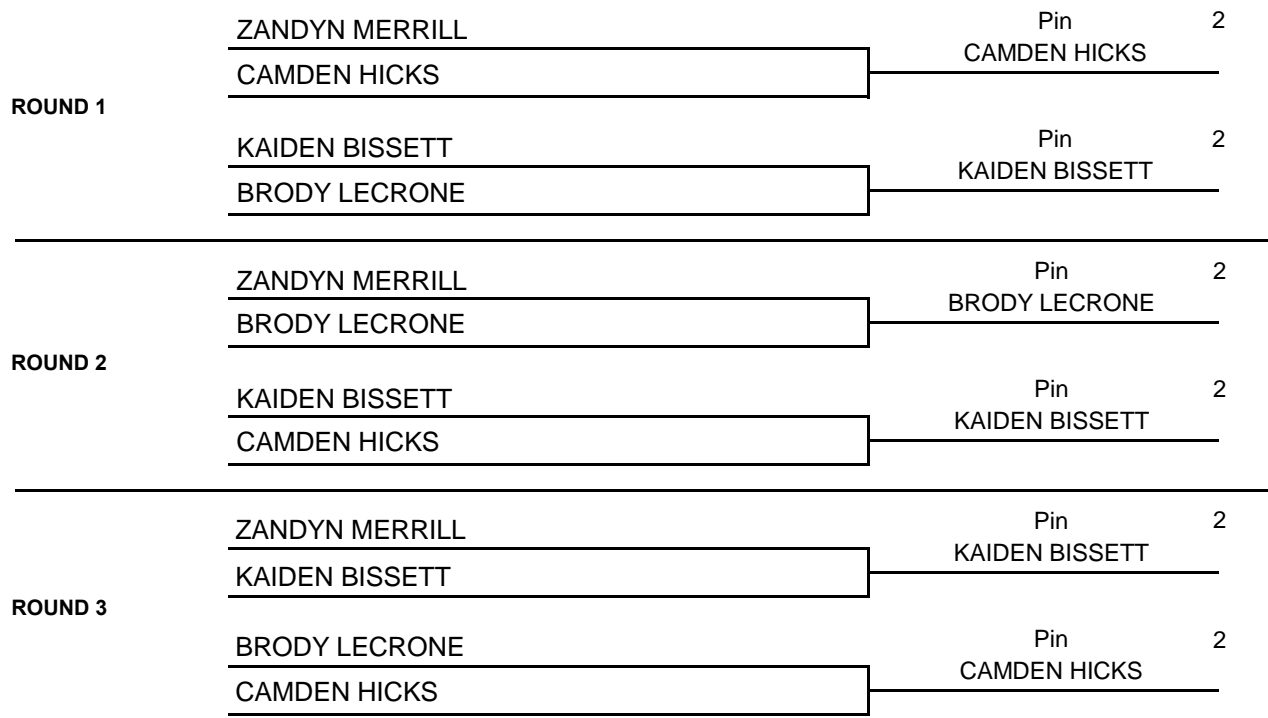 ZANDYN MERRILL
Pin 2
CAMDEN HICKS
CAMDEN HICKS
ROUND 1
KAIDEN BISSETT
Pin 2
KAIDEN BISSETT
BRODY LECRONE
ZANDYN MERRILL
Pin 2
BRODY LECRONE
BRODY LECRONE
ROUND 2
KAIDEN BISSETT
Pin 2
KAIDEN BISSETT
CAMDEN HICKS
ZANDYN MERRILL
Pin 2
KAIDEN BISSETT
KAIDEN BISSETT
ROUND 3
BRODY LECRONE
Pin 2
CAMDEN HICKS
CAMDEN HICKS